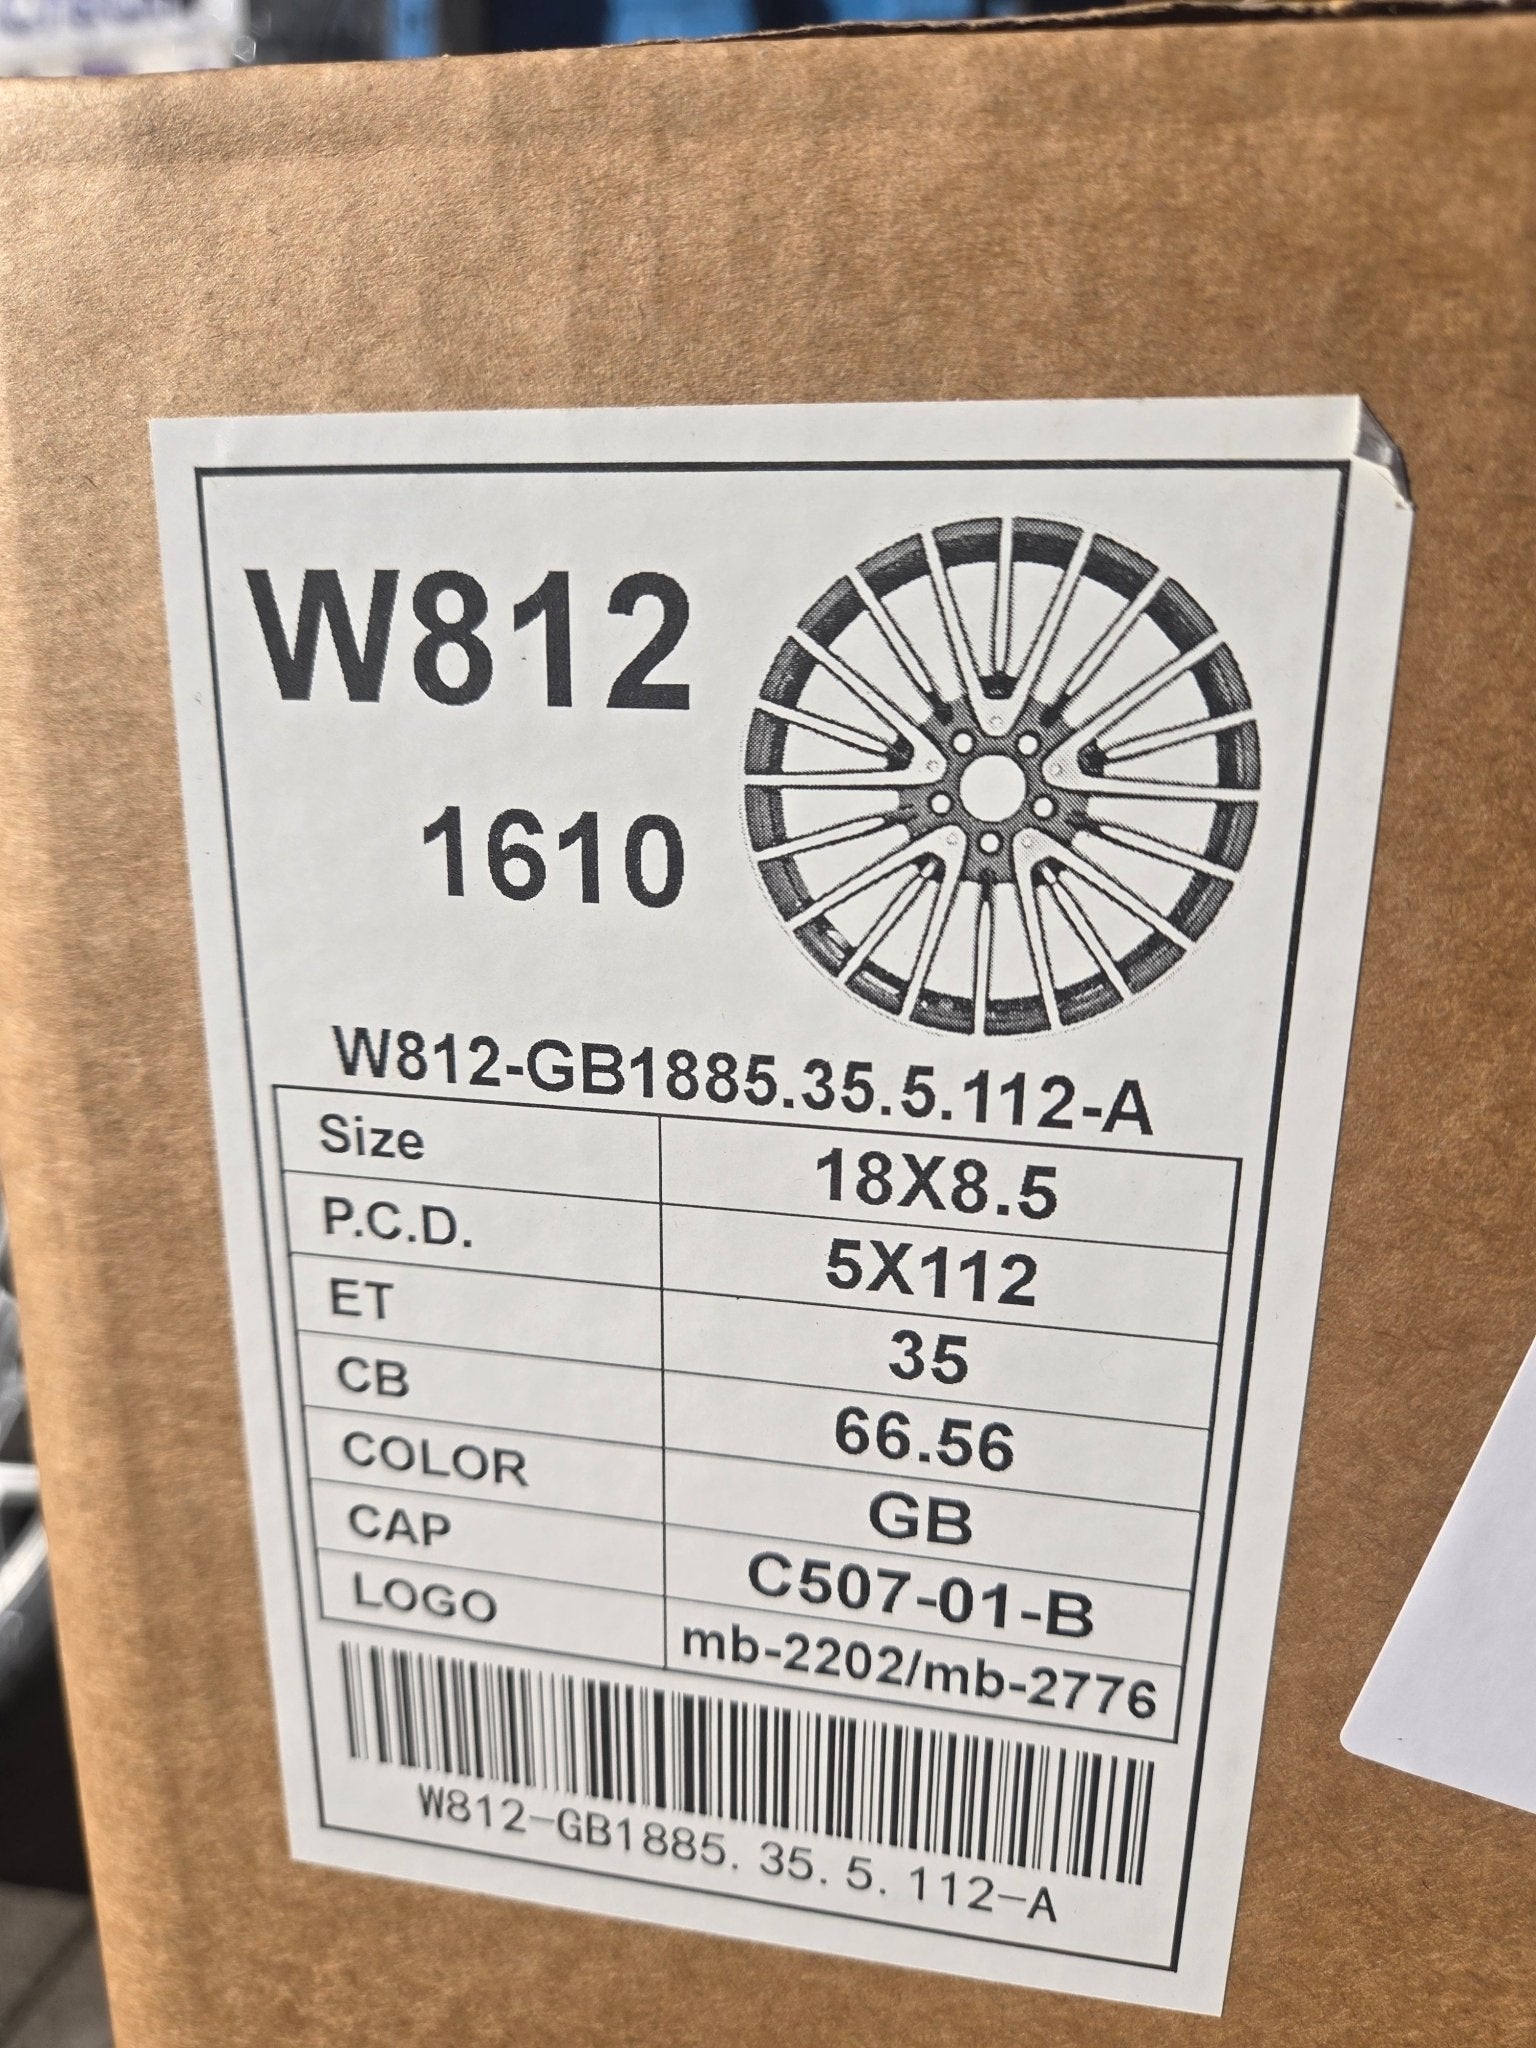 W812
1610
W812-GB1885.35.5.112-A
Size 18X8.5
P.C.D. 5X112
ET 35
CB 66.56
COLOR GB
CAP C507-01-B
LOGO mb-2202/mb-2776
W812-GB1885.35.5.112-A